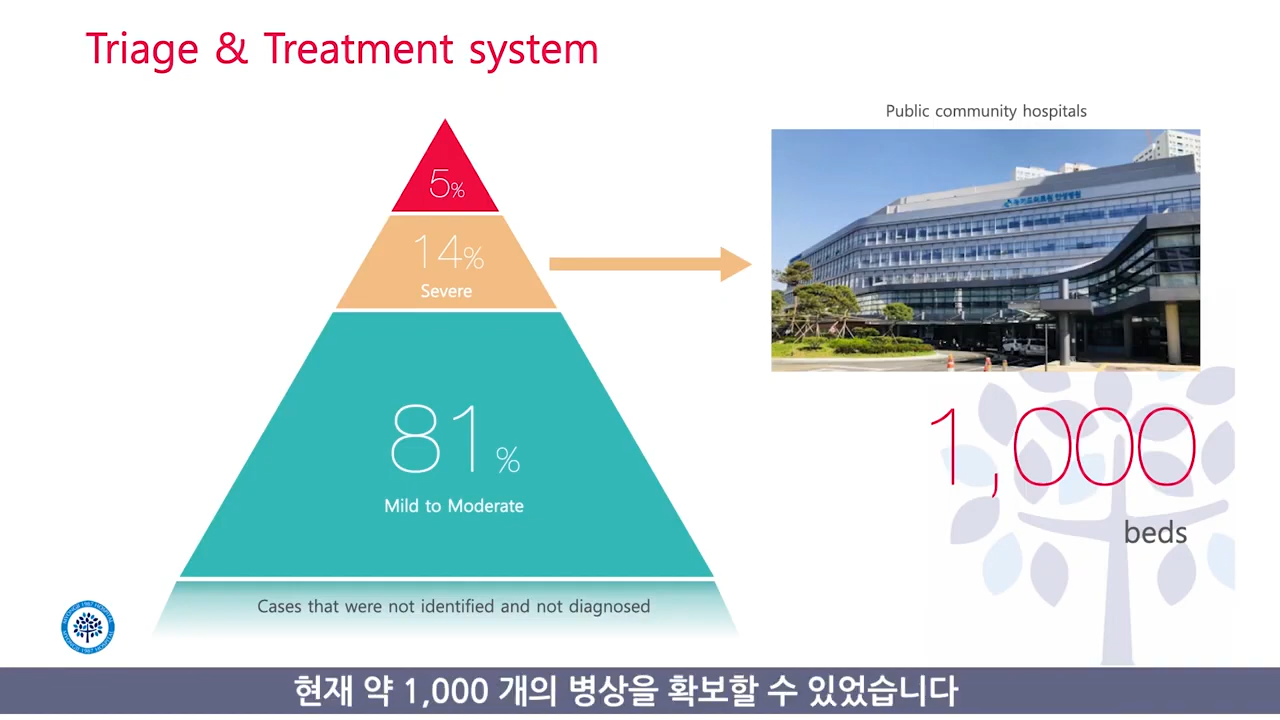 Triage & Treatment system
Public community hospitals
5%
14%
Severe
81%
Mild to Moderate
1,000
beds
Cases that were not identified and not diagnosed
현재 약 1,000 개의 병상을 확보할 수 있었습니다